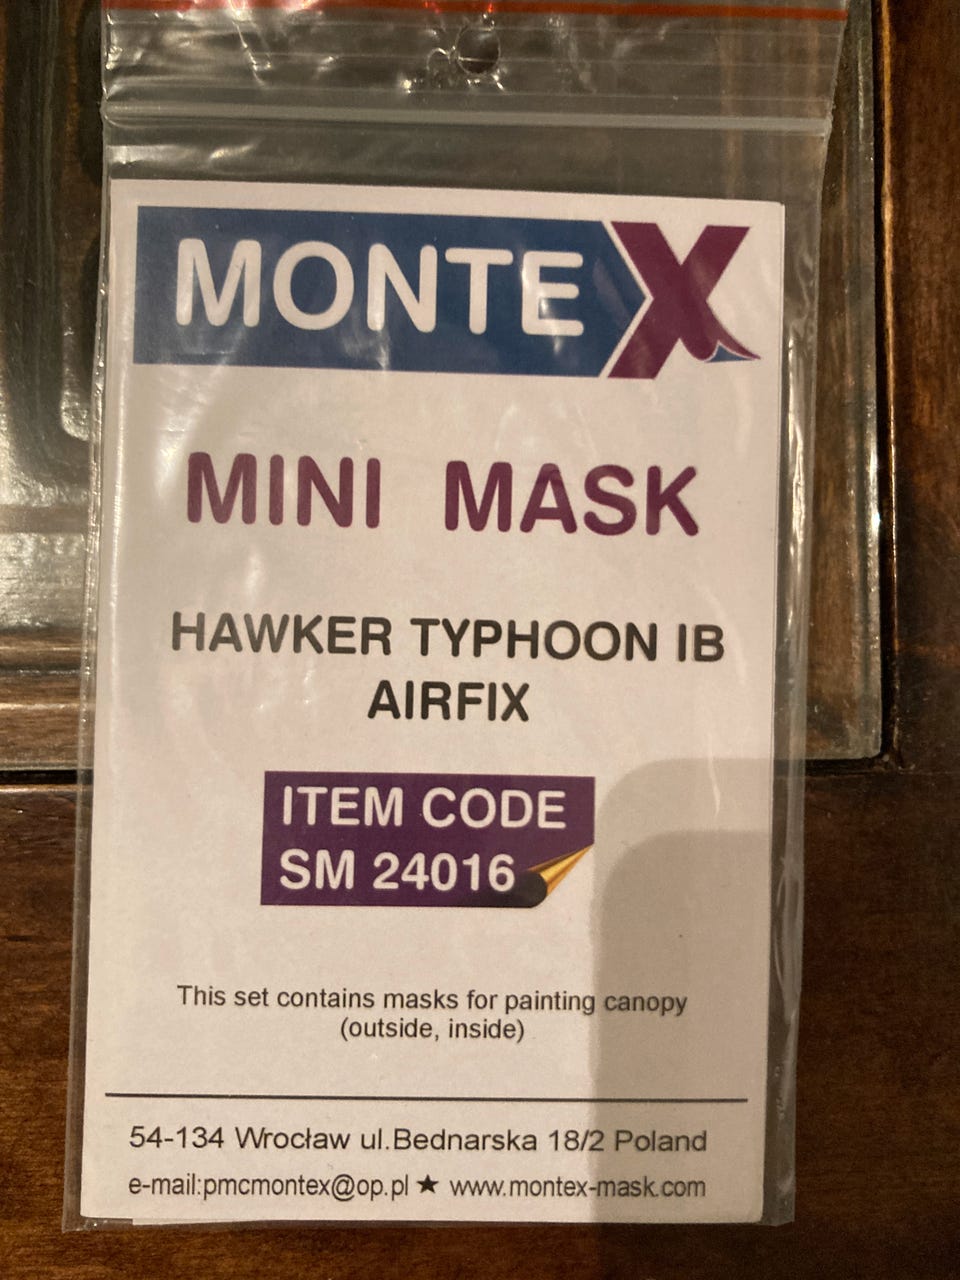 MONTEX
MINI MASK
HAWKER TYPHOON IB
AIRFIX
ITEM CODE
SM 24016
This set contains masks for painting canopy
(outside, inside)
54-134 Wrocław ul.Bednarska 18/2 Poland
e-mail:pmcmontex@op.pl ★ www.montex-mask.com